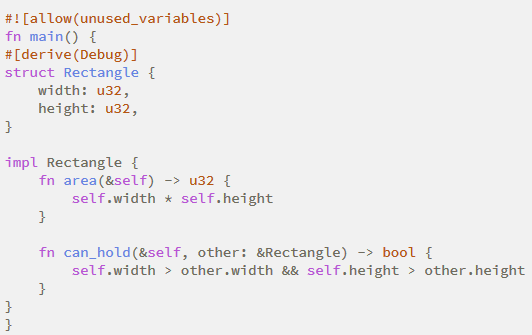 #![allow(unused_variables)]
fn main() {
#[derive(Debug)]
struct Rectangle {
    width: u32,
    height: u32,
}

impl Rectangle {
    fn area(&self) -> u32 {
        self.width * self.height
    }

    fn can_hold(&self, other: &Rectangle) -> bool {
        self.width > other.width && self.height > other.height
    }
}
}